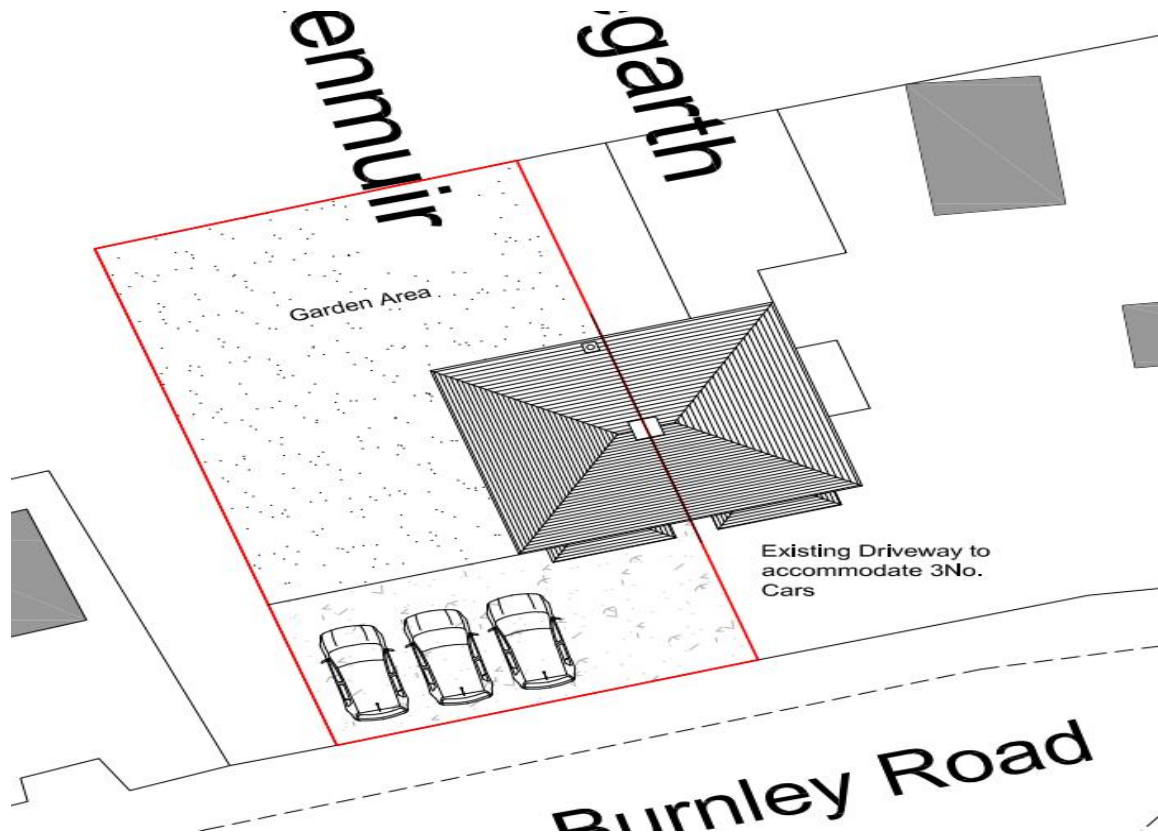 enmuir
garth
Garden Area
Existing Driveway to
accommodate 3No.
Cars
Burnley Road